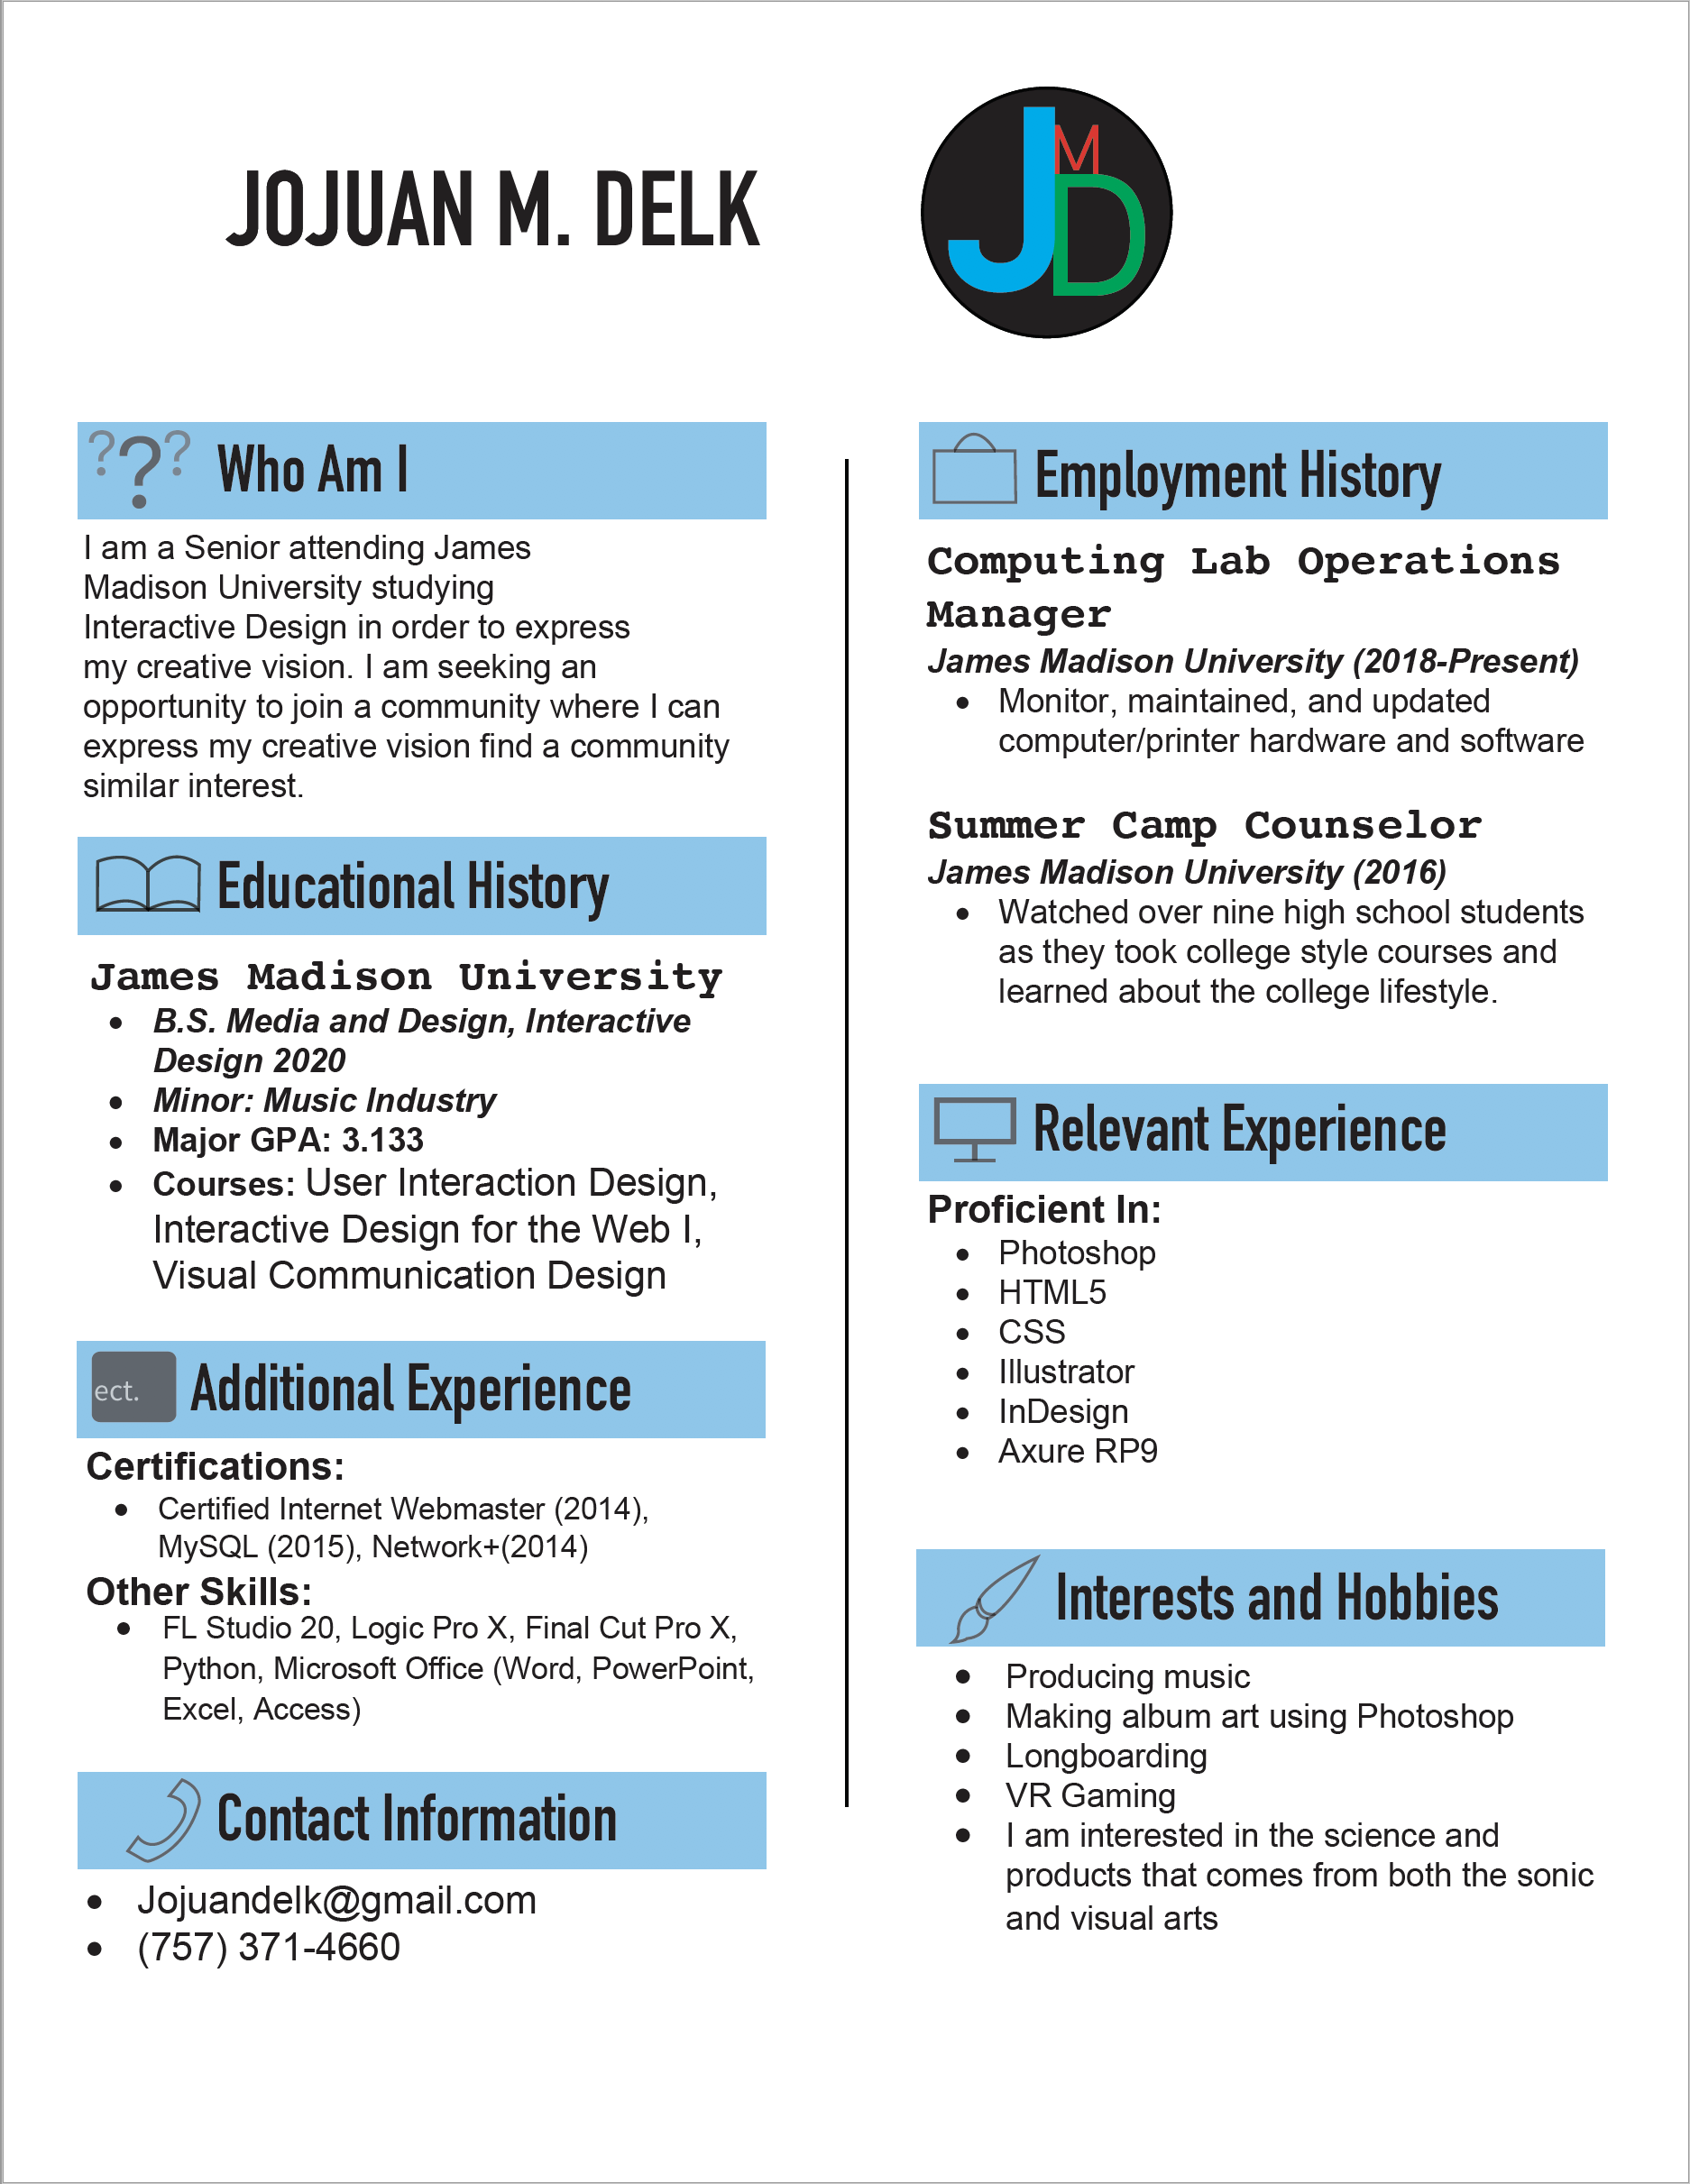 JOJUAN M. DELK
J
M
D
? ? ? Who Am I
I am a Senior attending James
Madison University studying
Interactive Design in order to express
my creative vision. I am seeking an
opportunity to join a community where I can
express my creative vision find a community
similar interest.
Educational History
James Madison University
• B.S. Media and Design, Interactive
Design 2020
• Minor: Music Industry
• Major GPA: 3.133
• Courses: User Interaction Design,
Interactive Design for the Web I,
Visual Communication Design
ect. Additional Experience
Certifications:
• Certified Internet Webmaster (2014),
MySQL (2015), Network+(2014)
Other Skills:
• FL Studio 20, Logic Pro X, Final Cut Pro X,
Python, Microsoft Office (Word, PowerPoint,
Excel, Access)
Contact Information
• Jojuandelk@gmail.com
• (757) 371-4660
Employment History
Computing Lab Operations
Manager
James Madison University (2018-Present)
• Monitor, maintained, and updated
computer/printer hardware and software
Summer Camp Counselor
James Madison University (2016)
• Watched over nine high school students
as they took college style courses and
learned about the college lifestyle.
Relevant Experience
Proficient In:
• Photoshop
• HTML5
• CSS
• Illustrator
• InDesign
• Axure RP9
Interests and Hobbies
• Producing music
• Making album art using Photoshop
• Longboarding
• VR Gaming
• I am interested in the science and
products that comes from both the sonic
and visual arts